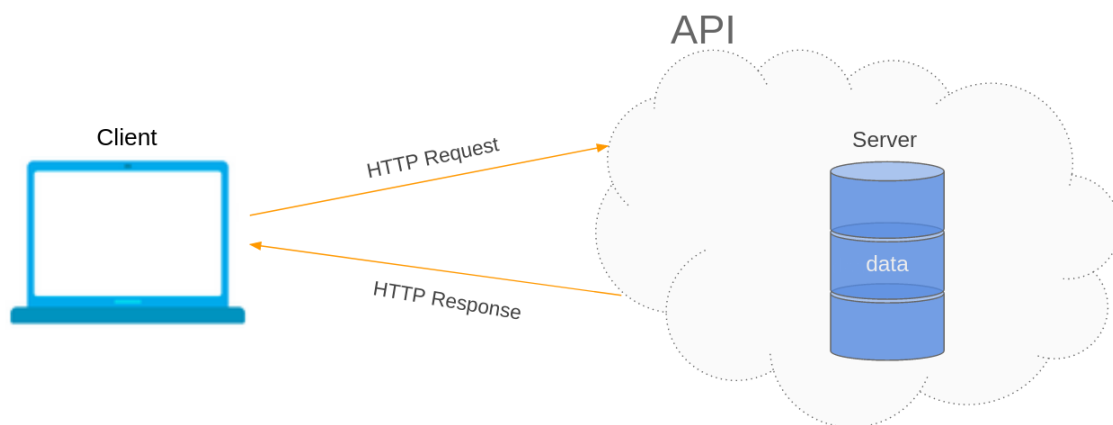 API
Client
Server
HTTP Request
data
HTTP Response